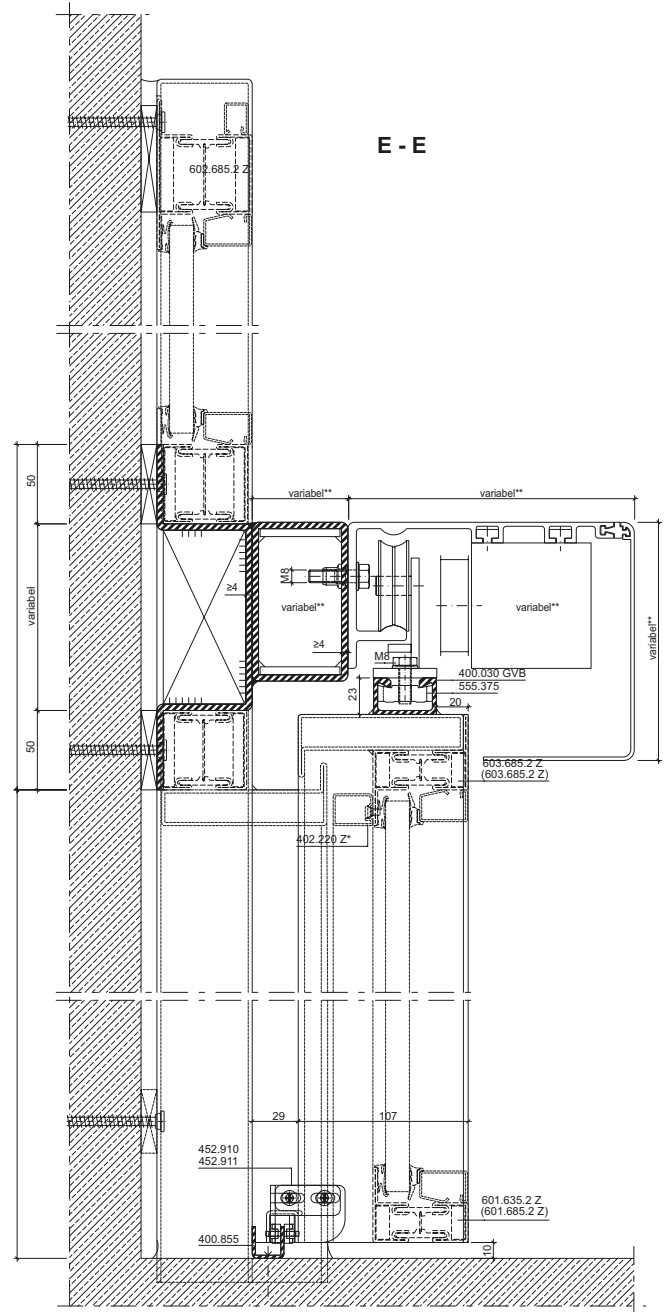 E - E
602.685.2 Z
50
variabel**
variabel**
M8
≥4
variabel**
variabel**
variabel
variabel**
≥4
M8
400.030 GVB
555.375
23
20
50
603.685.2 Z
(603.685.2 Z)
402.220 Z*
29
107
452.910
452.911
601.635.2 Z
(601.685.2 Z)
400.855
10